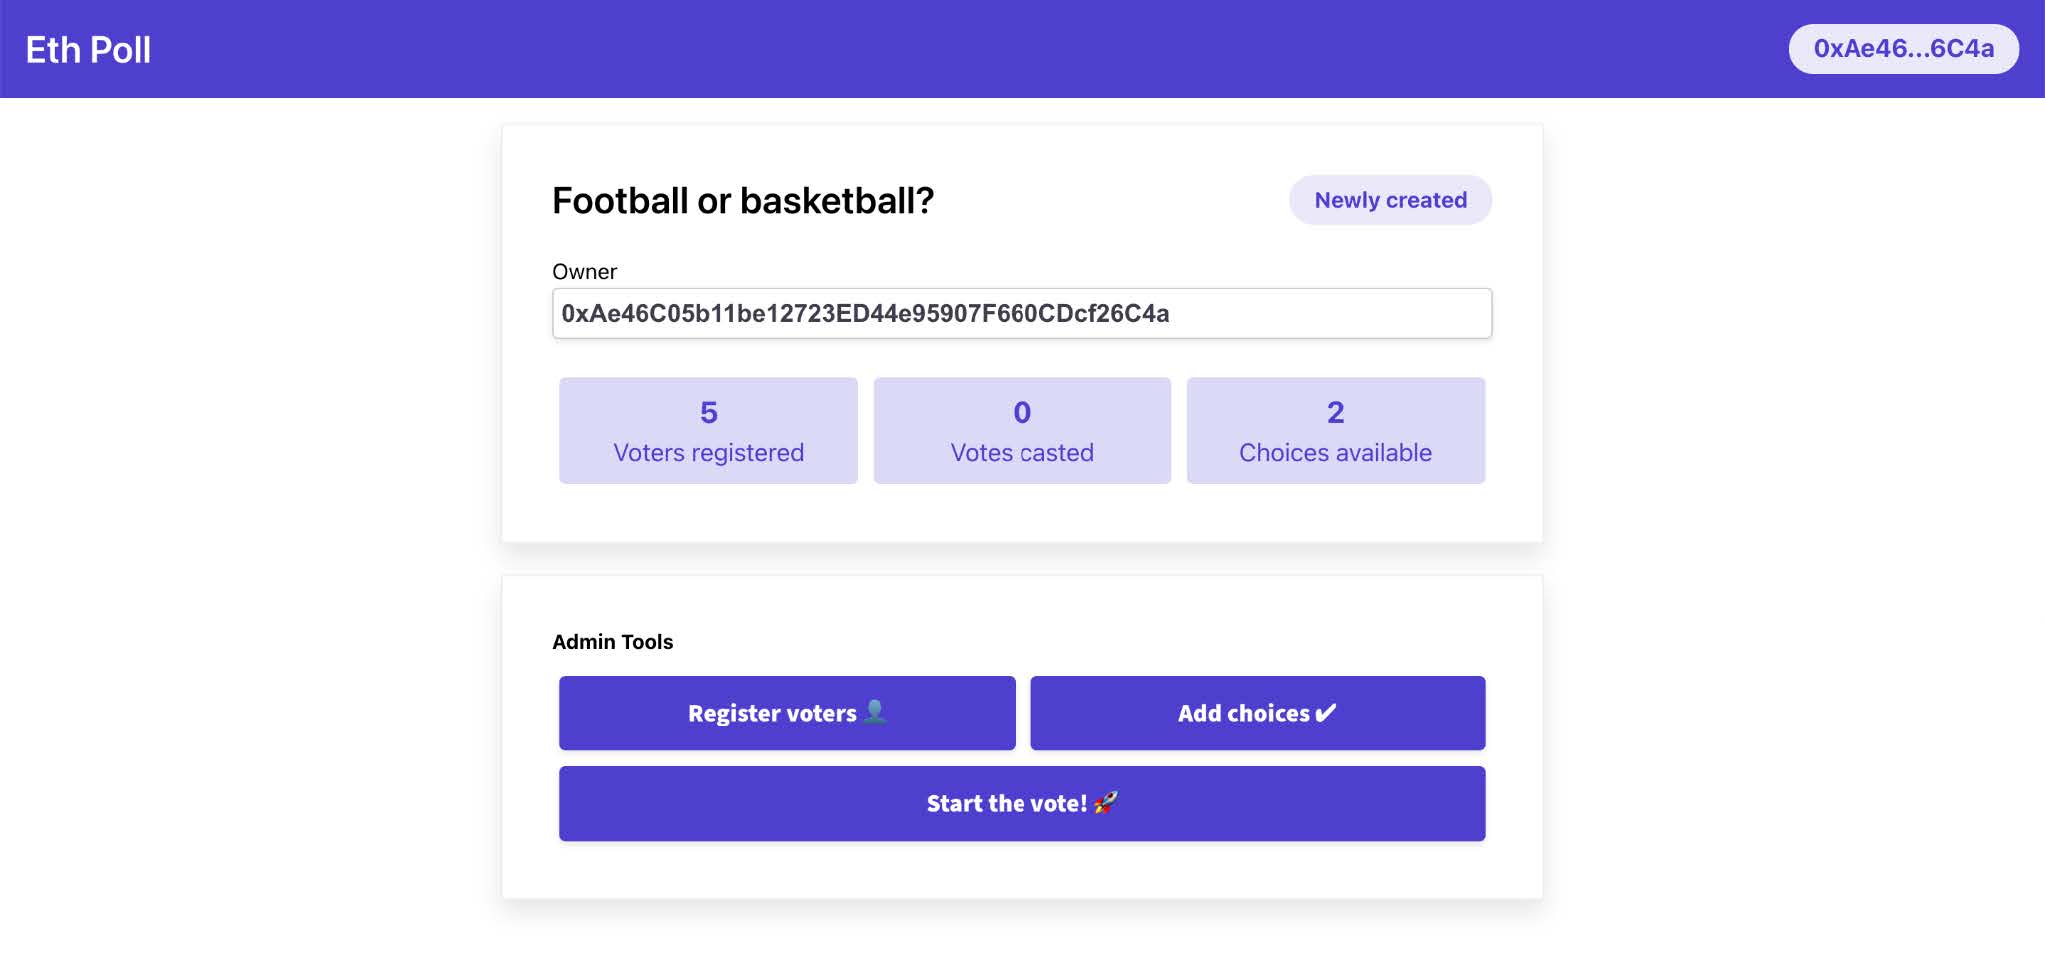 Eth Poll
0xAe46...6C4a
Football or basketball?
Newly created
Owner
0xAe46C05b11be12723ED44e95907F660CDcf26C4a
5
Voters registered
0
Votes casted
2
Choices available
Admin Tools
Register voters 👤
Add choices ✔
Start the vote! 🚀